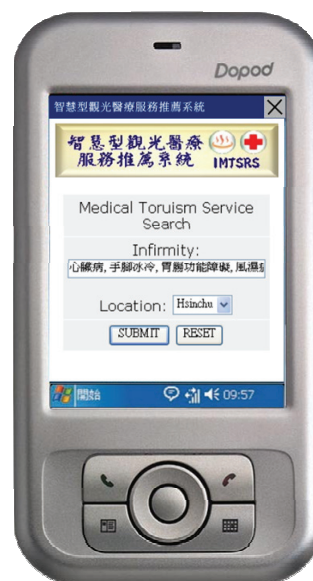 Dopod
智慧型觀光醫療服務推薦系統
智慧型觀光醫療
服務推薦系統 IMTSRS
Medical Toruism Service
Search
Infirmity:
心臟病, 手腳冰冷, 胃腸功能障礙, 風濕
Location: Hsinchu
SUBMIT RESET
開始 09:57